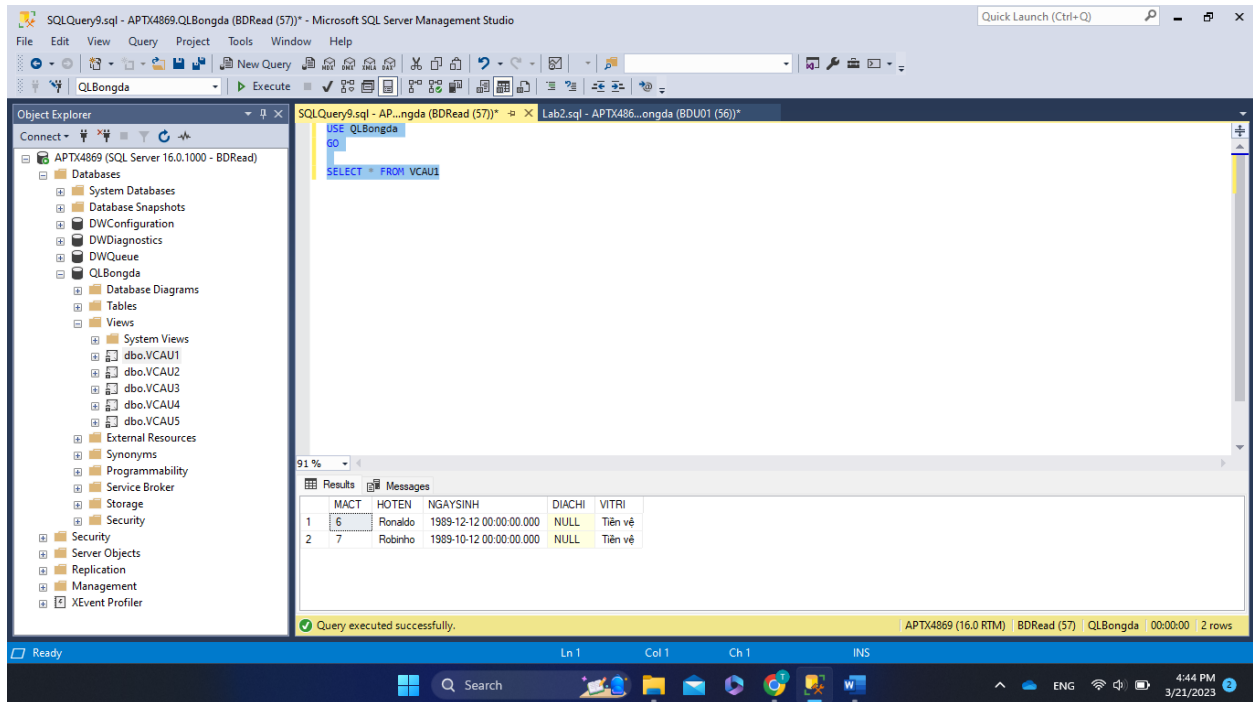 SQLQuery9.sql - APTX4869.QLBongda (BDRead (57))* - Microsoft SQL Server Management Studio
Quick Launch (Ctrl+Q)
File Edit View Query Project Tools Window Help
New Query
QLBongda Execute
Object Explorer
SQLQuery9.sql - AP...ngda (BDRead (57))* Lab2.sql - APTX486...ongda (BDU01 (56))*
Connect
APTX4869 (SQL Server 16.0.1000 - BDRead)
Databases
System Databases
Database Snapshots
DWConfiguration
DWDiagnostics
DWQueue
QLBongda
Database Diagrams
Tables
Views
System Views
dbo.VCAU1
dbo.VCAU2
dbo.VCAU3
dbo.VCAU4
dbo.VCAU5
External Resources
Synonyms
Programmability
Service Broker
Storage
Security
Security
Server Objects
Replication
Management
XEvent Profiler
USE QLBongda
GO
SELECT * FROM VCAU1
91 %
Results Messages
MACT HOTEN NGAYSINH DIACHI VITRI
1 6 Ronaldo 1989-12-12 00:00:00.000 NULL Tiền vệ
2 7 Robinho 1989-10-12 00:00:00.000 NULL Tiền vệ
Query executed successfully.
APTX4869 (16.0 RTM) BDRead (57) QLBongda 00:00:00 2 rows
Ready Ln 1 Col 1 Ch 1 INS
Search
ENG
4:44 PM
3/21/2023
2